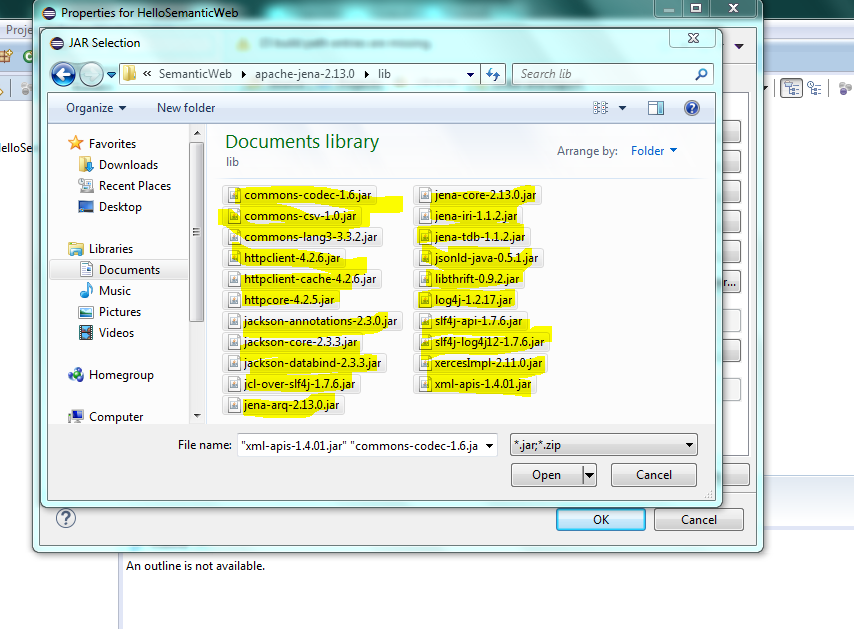 Properties for HelloSemanticWeb
Proje
JAR Selection
« SemanticWeb apache-jena-2.13.0 lib
Search lib
Organize New folder
Favorites
Downloads
Recent Places
Desktop
Libraries
Documents
Music
Pictures
Videos
Homegroup
Computer
Documents library
lib
Arrange by: Folder
commons-codec-1.6.jar
commons-csv-1.0.jar
commons-lang3-3.3.2.jar
httpclient-4.2.6.jar
httpclient-cache-4.2.6.jar
httpcore-4.2.5.jar
jackson-annotations-2.3.0.jar
jackson-core-2.3.3.jar
jackson-databind-2.3.3.jar
jcl-over-slf4j-1.7.6.jar
jena-arq-2.13.0.jar
jena-core-2.13.0.jar
jena-iri-1.1.2.jar
jena-tdb-1.1.2.jar
jsonld-java-0.5.1.jar
libthrift-0.9.2.jar
log4j-1.2.17.jar
slf4j-api-1.7.6.jar
slf4j-log4j12-1.7.6.jar
xercesImpl-2.11.0.jar
xml-apis-1.4.01.jar
elloSe
r...
File name: "xml-apis-1.4.01.jar" "commons-codec-1.6.ja
*.jar;*.zip
Open Cancel
OK Cancel
An outline is not available.